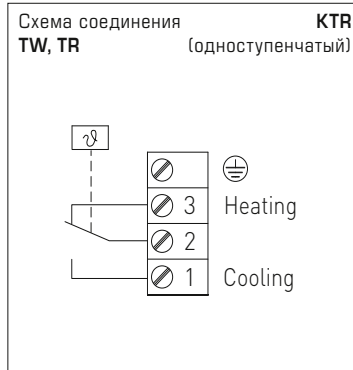 Схема соединения KTR
TW, TR (одноступенчатый)
ϑ
3 Heating
2
1 Cooling